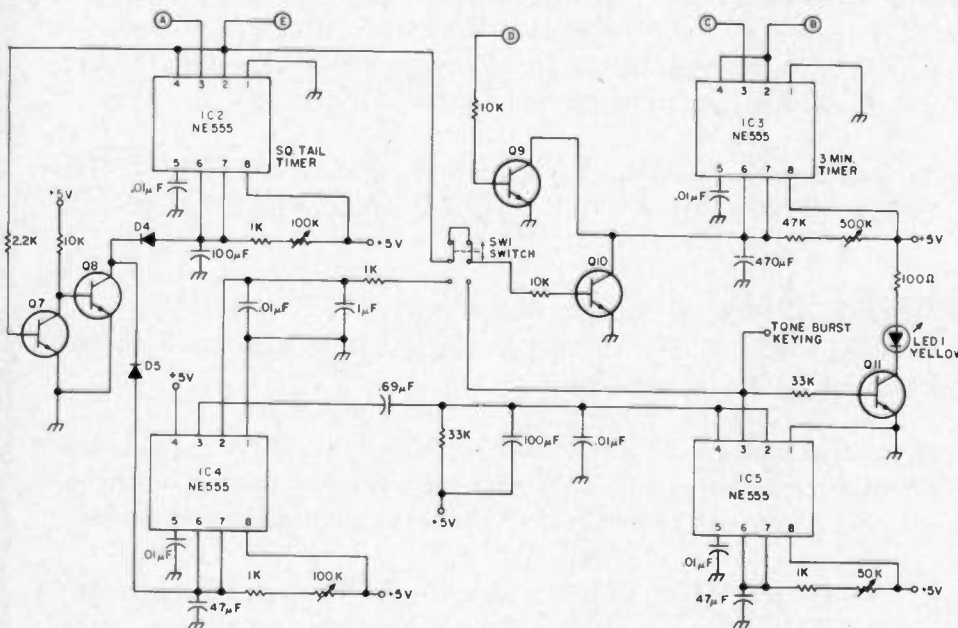 A
E
D
C
B
4 3 2 1
IC2
NE555
SQ. TAIL
TIMER
5 6 7 8
.01µF
10K
Q9
4 3 2 1
IC3
NE555
3 MIN.
TIMER
5 6 7 8
.01µF
+5V
2.2K
10K
Q8
D4
1K
100K
+5V
100µF
SW1
SWITCH
47K
500K
+5V
470µF
Q7
D5
1K
.01µF
1µF
10K
Q10
100Ω
TONE BURST
KEYING
LED1
YELLOW
Q11
+5V
.69µF
33K
33K
100µF
.01µF
+5V
4 3 2 1
IC4
NE555
5 6 7 8
.01µF
1K
100K
+5V
47µF
4 3 2 1
IC5
NE555
5 6 7 8
.01µF
1K
50K
+5V
47µF